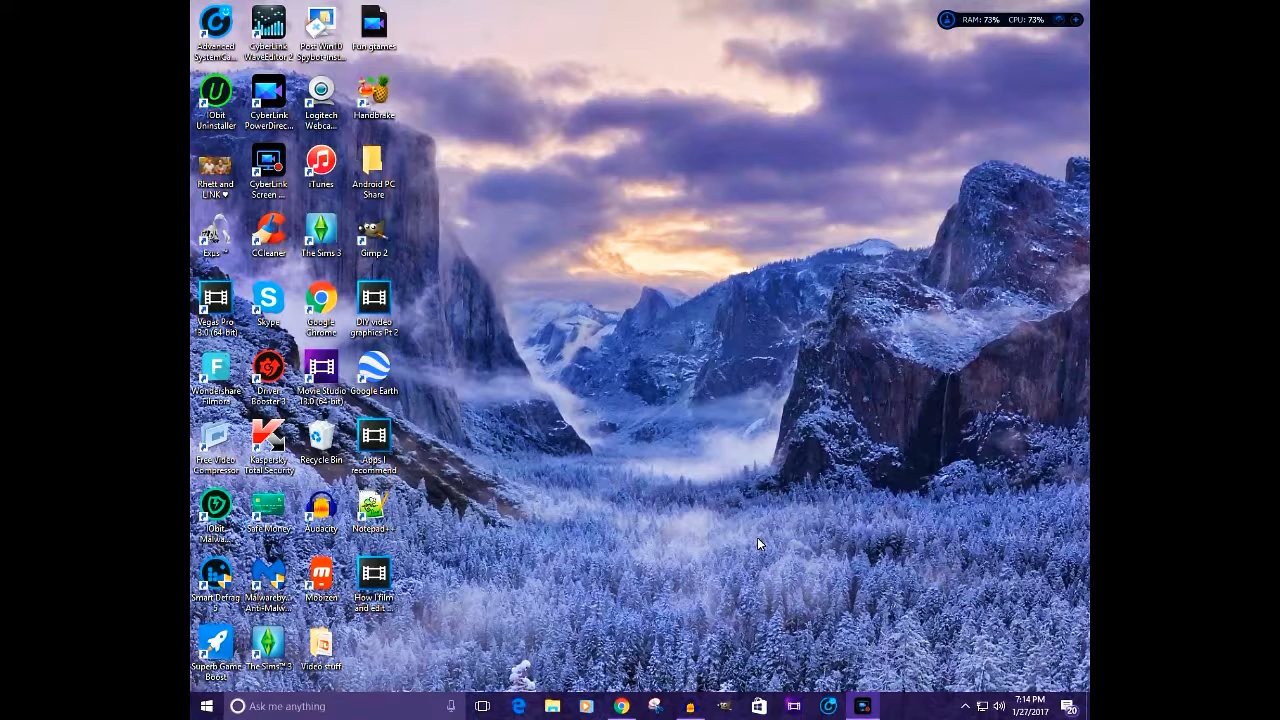 RAM: 73% CPU: 73%
Advanced
SystemCa...
CyberLink
WaveEditor 2
Post Win10
Spybot-inst...
Fun gtames
IObit
Uninstaller
CyberLink
PowerDirec...
Logitech
Webca...
Handbrake
Rhett and
LINK ♥
CyberLink
Screen ...
iTunes
Android PC
Share
CCleaner
The Sims 3
Gimp 2
Vegas Pro
13.0 (64-bit)
Skype
Google
Chrome
DIY video
graphics Pt 2
Wondershare
Filmora
Driver
Booster 3
Movie Studio
13.0 (64-bit)
Google Earth
Free Video
Compressor
Kaspersky
Total Security
Recycle Bin
Apps I
recommend
IObit
Malwa...
Safe Money
Audacity
Notepad++
Smart Defrag
5
Malwareby...
Anti-Malw...
Mobizen
How I film
and edit ...
Superb Game
Boost
The Sims™ 3
Video stuff
Ask me anything
7:14 PM
1/27/2017
20